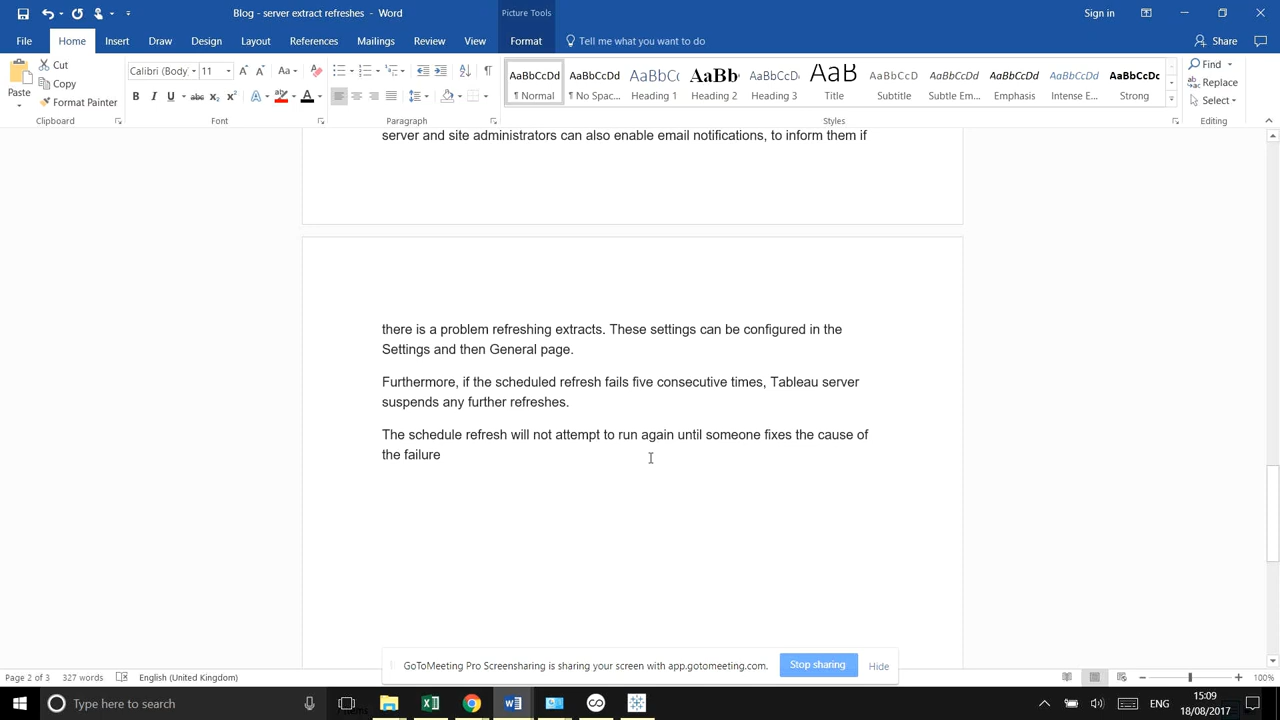 Blog - server extract refreshes - Word
Picture Tools
Sign in
File Home Insert Draw Design Layout References Mailings Review View Format Tell me what you want to do Share
Paste
Cut
Copy
Format Painter
Clipboard
Calibri (Body 11
Font
Paragraph
AaBbCcDd AaBbCcDd AaBbC( AaBb( AaBbCcD AaB AaBbCcD AaBbCcDd AaBbCcDd AaBbCcDd AaBbCcDc
¶ Normal ¶ No Spac... Heading 1 Heading 2 Heading 3 Title Subtitle Subtle Em... Emphasis Intense E... Strong
Styles
Find
Replace
Select
Editing
server and site administrators can also enable email notifications, to inform them if
there is a problem refreshing extracts. These settings can be configured in the
Settings and then General page.
Furthermore, if the scheduled refresh fails five consecutive times, Tableau server
suspends any further refreshes.
The schedule refresh will not attempt to run again until someone fixes the cause of
the failure
GoToMeeting Pro Screensharing is sharing your screen with app.gotomeeting.com. Stop sharing Hide
Page 2 of 3 327 words English (United Kingdom) 100%
Type here to search
ENG
15:09
18/08/2017